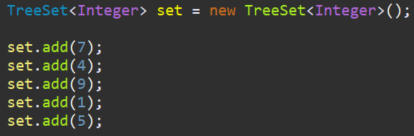 TreeSet<Integer> set = new TreeSet<Integer>();
set.add(7);
set.add(4);
set.add(9);
set.add(1);
set.add(5);